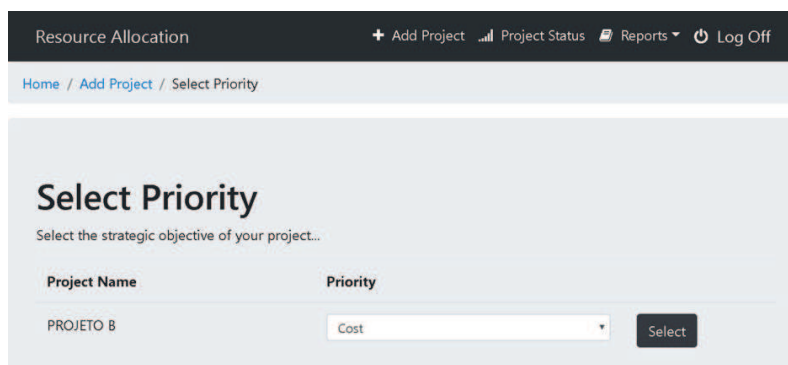 Resource Allocation Add Project Project Status Reports Log Off
Home / Add Project / Select Priority
Select Priority
Select the strategic objective of your project...
Project Name Priority
PROJETO B Cost Select